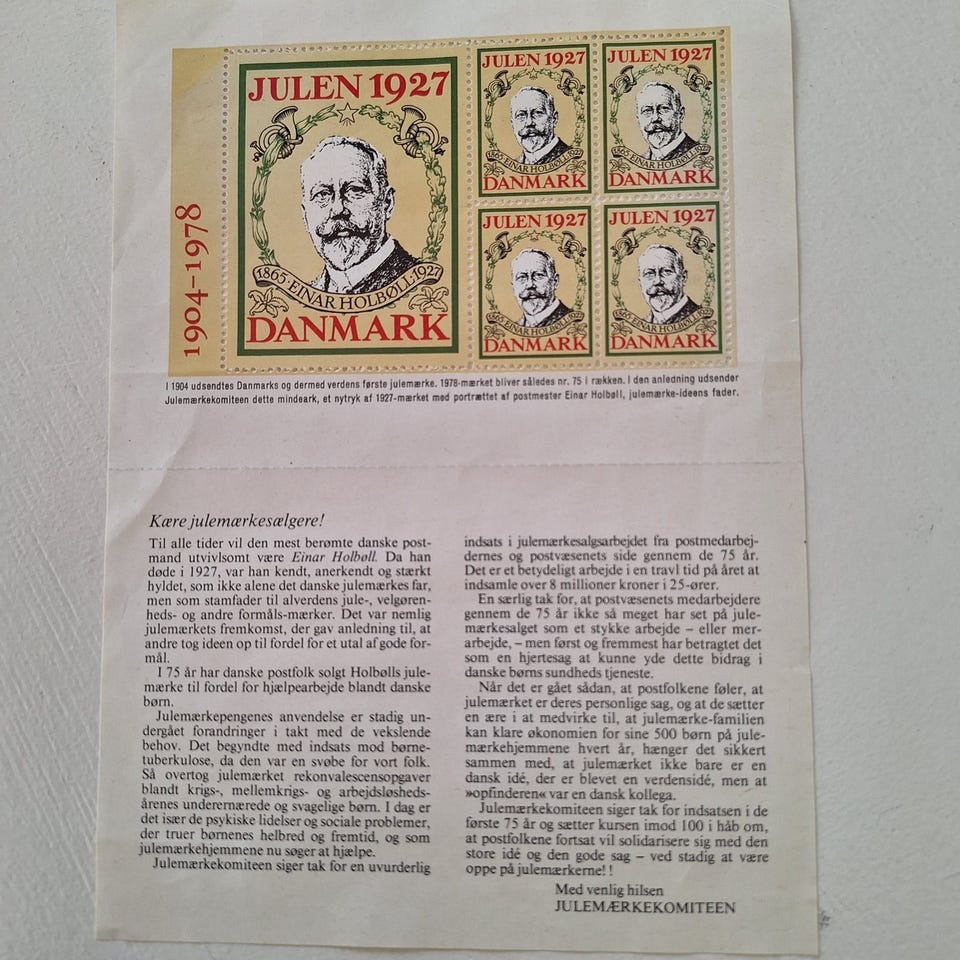 1904–1978
JULEN 1927
1865·EINAR HOLBØLL·1927
DANMARK
JULEN 1927
1865·EINAR HOLBØLL·1927
DANMARK
JULEN 1927
1865·EINAR HOLBØLL·1927
DANMARK
JULEN 1927
1865·EINAR HOLBØLL·1927
DANMARK
JULEN 1927
1865·EINAR HOLBØLL·1927
DANMARK
I 1904 udsendtes Danmarks og dermed verdens første julemærke. 1978-mærket bliver således nr. 75 i rækken. I den anledning udsender
Julemærkekomiteen dette mindeark, et nytryk af 1927-mærket med portrættet af postmester Einar Holbøll, julemærke-ideens fader.
Kære julemærkesælgere!
Til alle tider vil den mest berømte danske post-
mand utvivlsomt være Einar Holbøll. Da han
døde i 1927, var han kendt, anerkendt og stærkt
hyldet, som ikke alene det danske julemærkes far,
men som stamfader til alverdens jule-, velgøren-
heds- og andre formåls-mærker. Det var nemlig
julemærkets fremkomst, der gav anledning til, at
andre tog ideen op til fordel for et utal af gode for-
mål.
I 75 år har danske postfolk solgt Holbølls jule-
mærke til fordel for hjælpearbejde blandt danske
børn.
Julemærkepengenes anvendelse er stadig un-
dergået forandringer i takt med de vekslende
behov. Det begyndte med indsats mod børne-
tuberkulose, da den var en svøbe for vort folk.
Så overtog julemærket rekonvalescensopgaver
blandt krigs-, mellemkrigs- og arbejdsløsheds-
årenes underernærede og svagelige børn. I dag er
det især de psykiske lidelser og sociale problemer,
der truer børnenes helbred og fremtid, og som
julemærkehjemmene nu søger at hjælpe.
Julemærkekomiteen siger tak for en uvurderlig
indsats i julemærkesalgsarbejdet fra postmedarbej-
dernes og postvæsenets side gennem de 75 år.
Det er et betydeligt arbejde i en travl tid på året at
indsamle over 8 millioner kroner i 25-ører.
En særlig tak for, at postvæsenets medarbejdere
gennem de 75 år ikke så meget har set på jule-
mærkesalget som et stykke arbejde – eller mer-
arbejde, – men først og fremmest har betragtet det
som en hjertesag at kunne yde dette bidrag i
danske børns sundheds tjeneste.
Når det er gået sådan, at postfolkene føler, at
julemærket er deres personlige sag, og at de sætter
en ære i at medvirke til, at julemærke-familien
kan klare økonomien for sine 500 børn på jule-
mærkehjemmene hvert år, hænger det sikkert
sammen med, at julemærket ikke bare er en
dansk idé, der er blevet en verdensidé, men at
»opfinderen« var en dansk kollega.
Julemærkekomiteen siger tak for indsatsen i de
første 75 år og sætter kursen imod 100 i håb om,
at postfolkene fortsat vil solidarisere sig med den
store idé og den gode sag – ved stadig at være
oppe på julemærkerne!!
Med venlig hilsen
JULEMÆRKEKOMITEEN